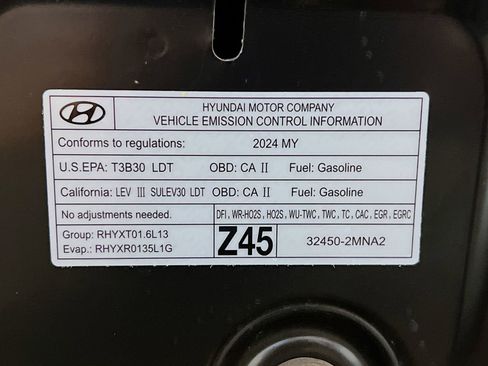 HYUNDAI MOTOR COMPANY
VEHICLE EMISSION CONTROL INFORMATION
Conforms to regulations: 2024 MY
U.S.EPA: T3B30 LDT OBD: CA II Fuel: Gasoline
California: LEV III SULEV30 LDT OBD: CA II Fuel: Gasoline
No adjustments needed. DFI, WR-HO2S, HO2S, WU-TWC, TWC, TC, CAC, EGR, EGRC
Group: RHYXT01.6L13
Evap.: RHYXR0135L1G
Z45
32450-2MNA2